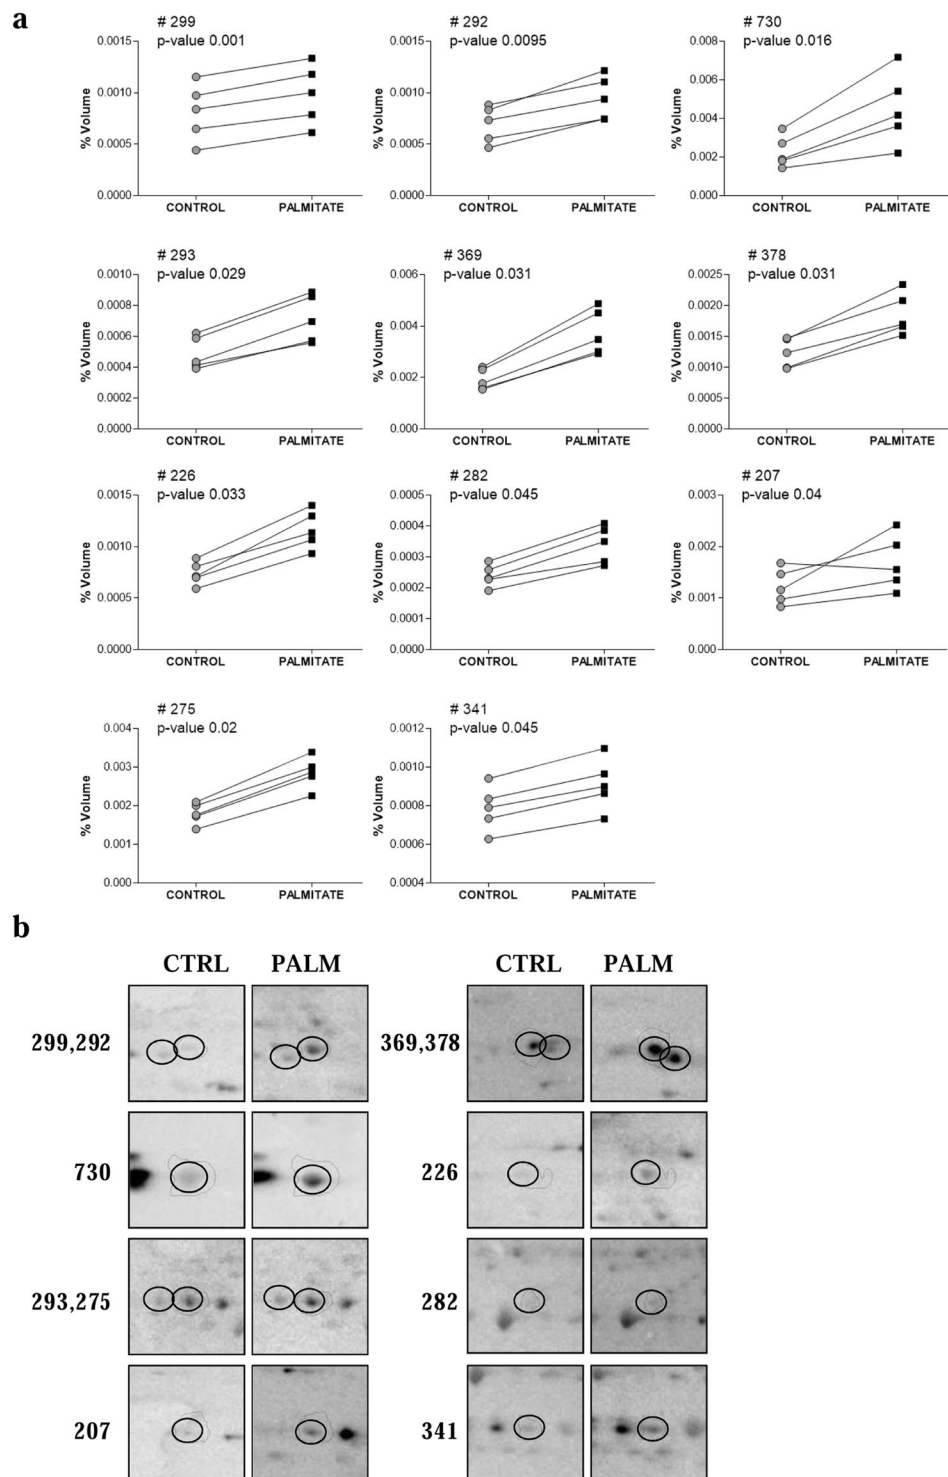 a
# 299
p-value 0.001
0.0015
0.0010
0.0005
0.0000
% Volume
CONTROL PALMITATE
# 292
p-value 0.0095
0.0015
0.0010
0.0005
0.0000
% Volume
CONTROL PALMITATE
# 730
p-value 0.016
0.008
0.006
0.004
0.002
0.000
% Volume
CONTROL PALMITATE
# 293
p-value 0.029
0.0010
0.0008
0.0006
0.0004
0.0002
0.0000
% Volume
CONTROL PALMITATE
# 369
p-value 0.031
0.006
0.004
0.002
0.000
% Volume
CONTROL PALMITATE
# 378
p-value 0.031
0.0025
0.0020
0.0015
0.0010
0.0005
0.0000
% Volume
CONTROL PALMITATE
# 226
p-value 0.033
0.0015
0.0010
0.0005
0.0000
% Volume
CONTROL PALMITATE
# 282
p-value 0.045
0.0005
0.0004
0.0003
0.0002
0.0001
0.0000
% Volume
CONTROL PALMITATE
# 207
p-value 0.04
0.003
0.002
0.001
0.000
% Volume
CONTROL PALMITATE
# 275
p-value 0.02
0.004
0.003
0.002
0.001
0.000
% Volume
CONTROL PALMITATE
# 341
p-value 0.045
0.0012
0.0010
0.0008
0.0006
0.0004
% Volume
CONTROL PALMITATE
b
CTRL PALM
299,292
730
293,275
207
CTRL PALM
369,378
226
282
341